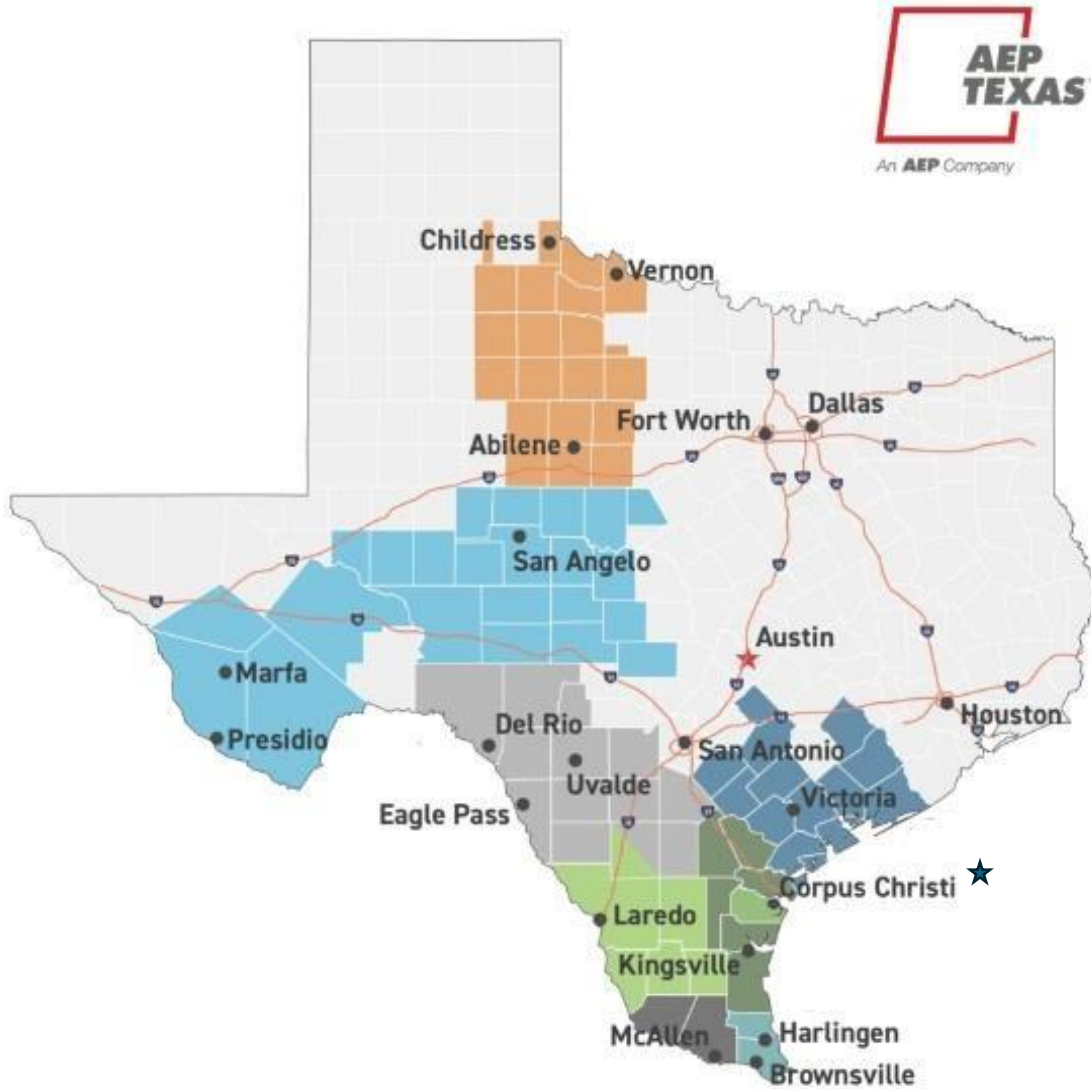 AEP
TEXAS
An AEP Company
Childress
Vernon
Dallas
Fort Worth
Abilene
San Angelo
Austin
Marfa
Houston
Del Rio
Presidio
San Antonio
Uvalde
Victoria
Eagle Pass
Corpus Christi
Laredo
Kingsville
McAllen
Harlingen
Brownsville